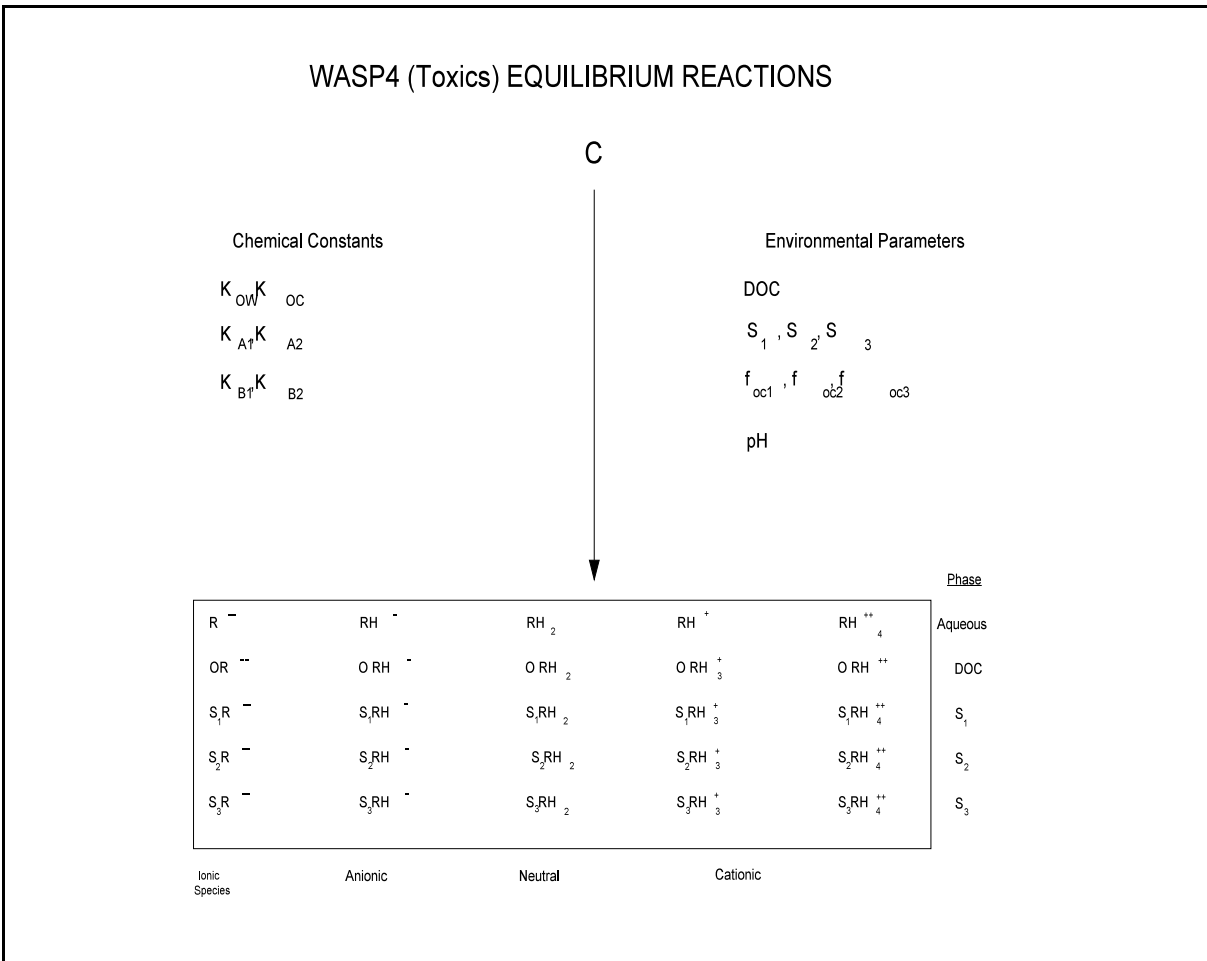 WASP4 (Toxics) EQUILIBRIUM REACTIONS
C
Chemical Constants
Environmental Parameters
K OW, K OC
DOC
K A1, K A2
S 1 , S 2, S 3
K B1, K B2
f oc1 , f oc2, f oc3
pH
Phase
R -- RH - RH 2 RH + RH ++ 4 Aqueous
OR -- O RH - O RH 2 O RH + 3 O RH ++ DOC
S1R -- S1RH - S1RH 2 S1RH + 3 S1RH ++ 4 S1
S2R -- S2RH - S2RH 2 S2RH + 3 S2RH ++ 4 S2
S3R -- S3RH - S3RH 2 S3RH + 3 S3RH ++ 4 S3
Ionic Species
Anionic
Neutral
Cationic